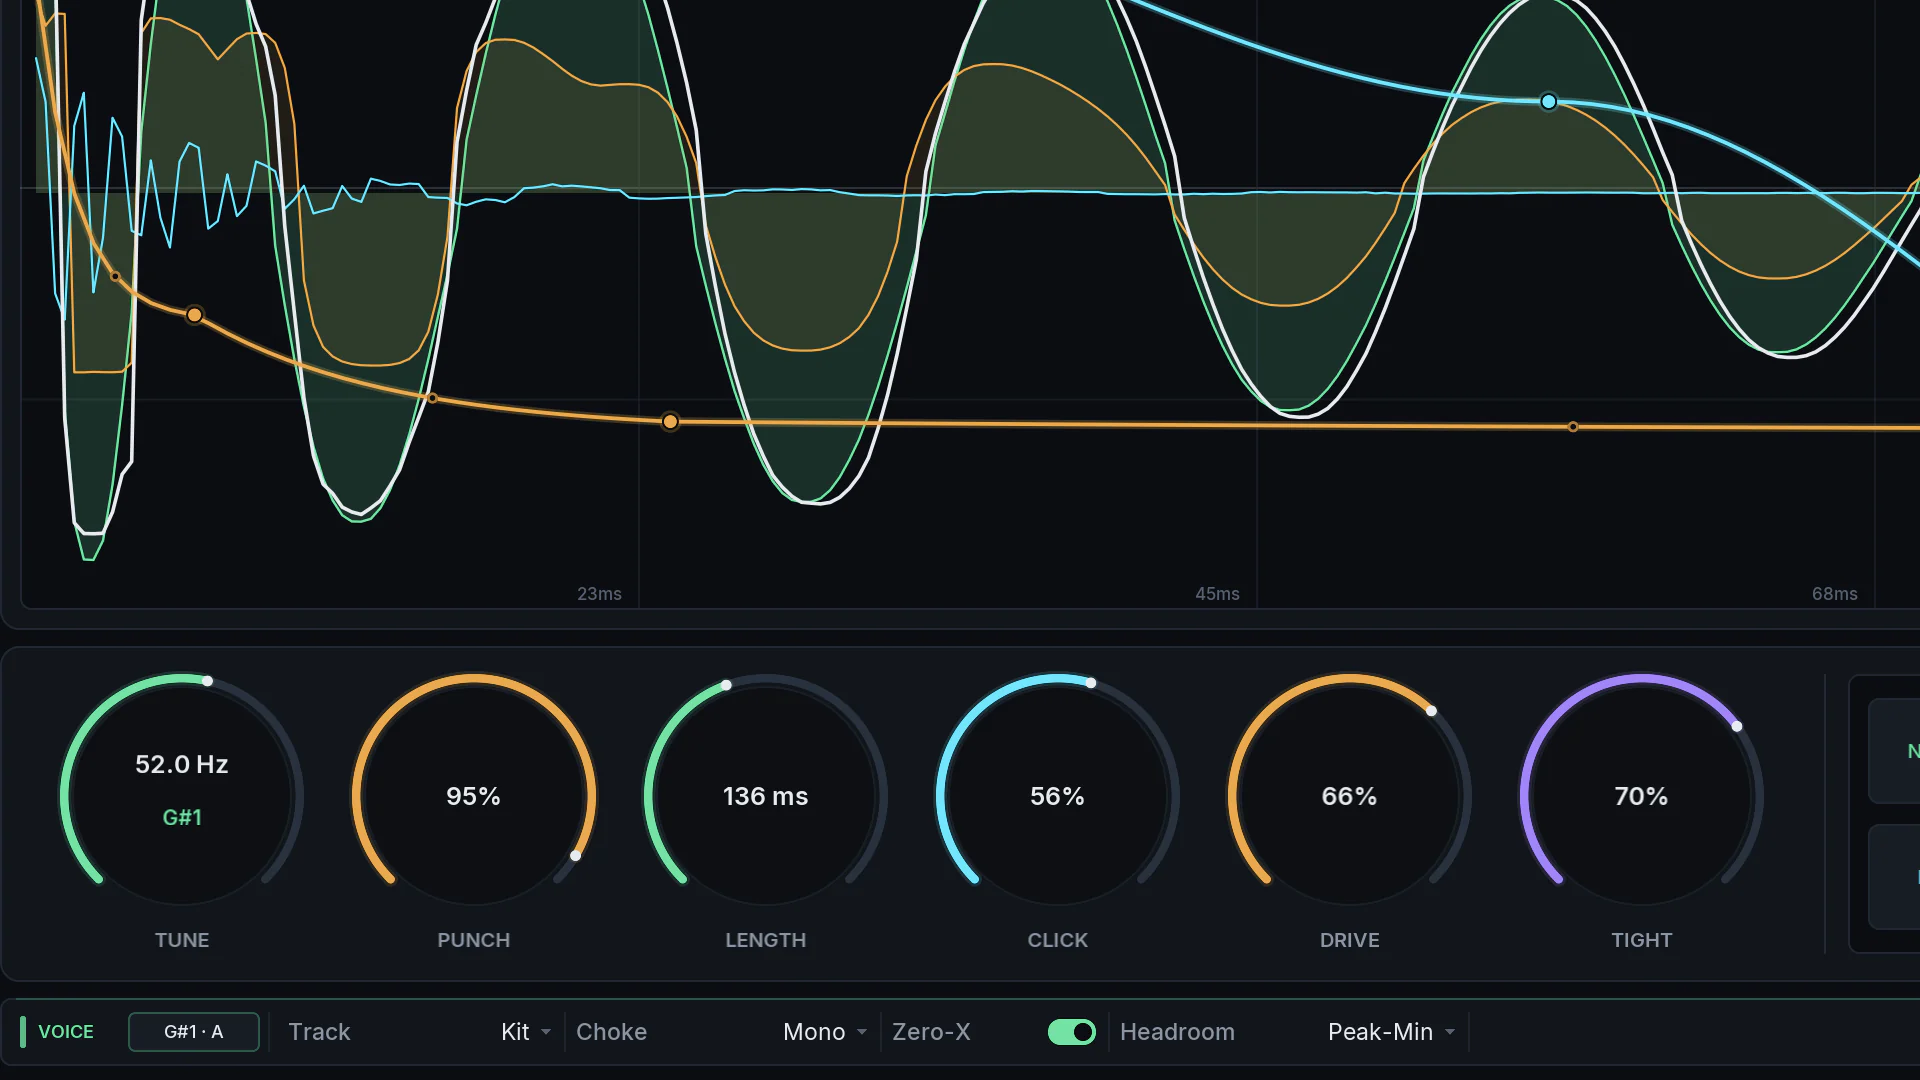 23ms
45ms
68ms
52.0 Hz
G#1
95%
136 ms
56%
66%
70%
TUNE
PUNCH
LENGTH
CLICK
DRIVE
TIGHT
VOICE
G#1 · A
Track
Kit
Choke
Mono
Zero-X
Headroom
Peak-Min